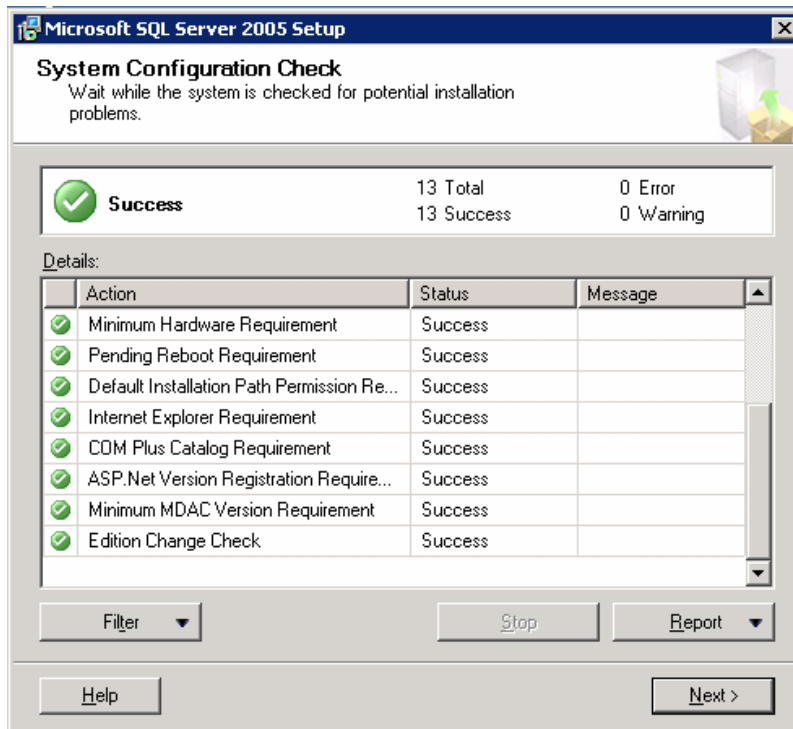 Microsoft SQL Server 2005 Setup
System Configuration Check
Wait while the system is checked for potential installation
problems.
Success
13 Total
0 Error
13 Success
0 Warning
Details:
Action Status Message
Minimum Hardware Requirement Success
Pending Reboot Requirement Success
Default Installation Path Permission Re... Success
Internet Explorer Requirement Success
COM Plus Catalog Requirement Success
ASP.Net Version Registration Require... Success
Minimum MDAC Version Requirement Success
Edition Change Check Success
Filter Stop Report
Help Next >